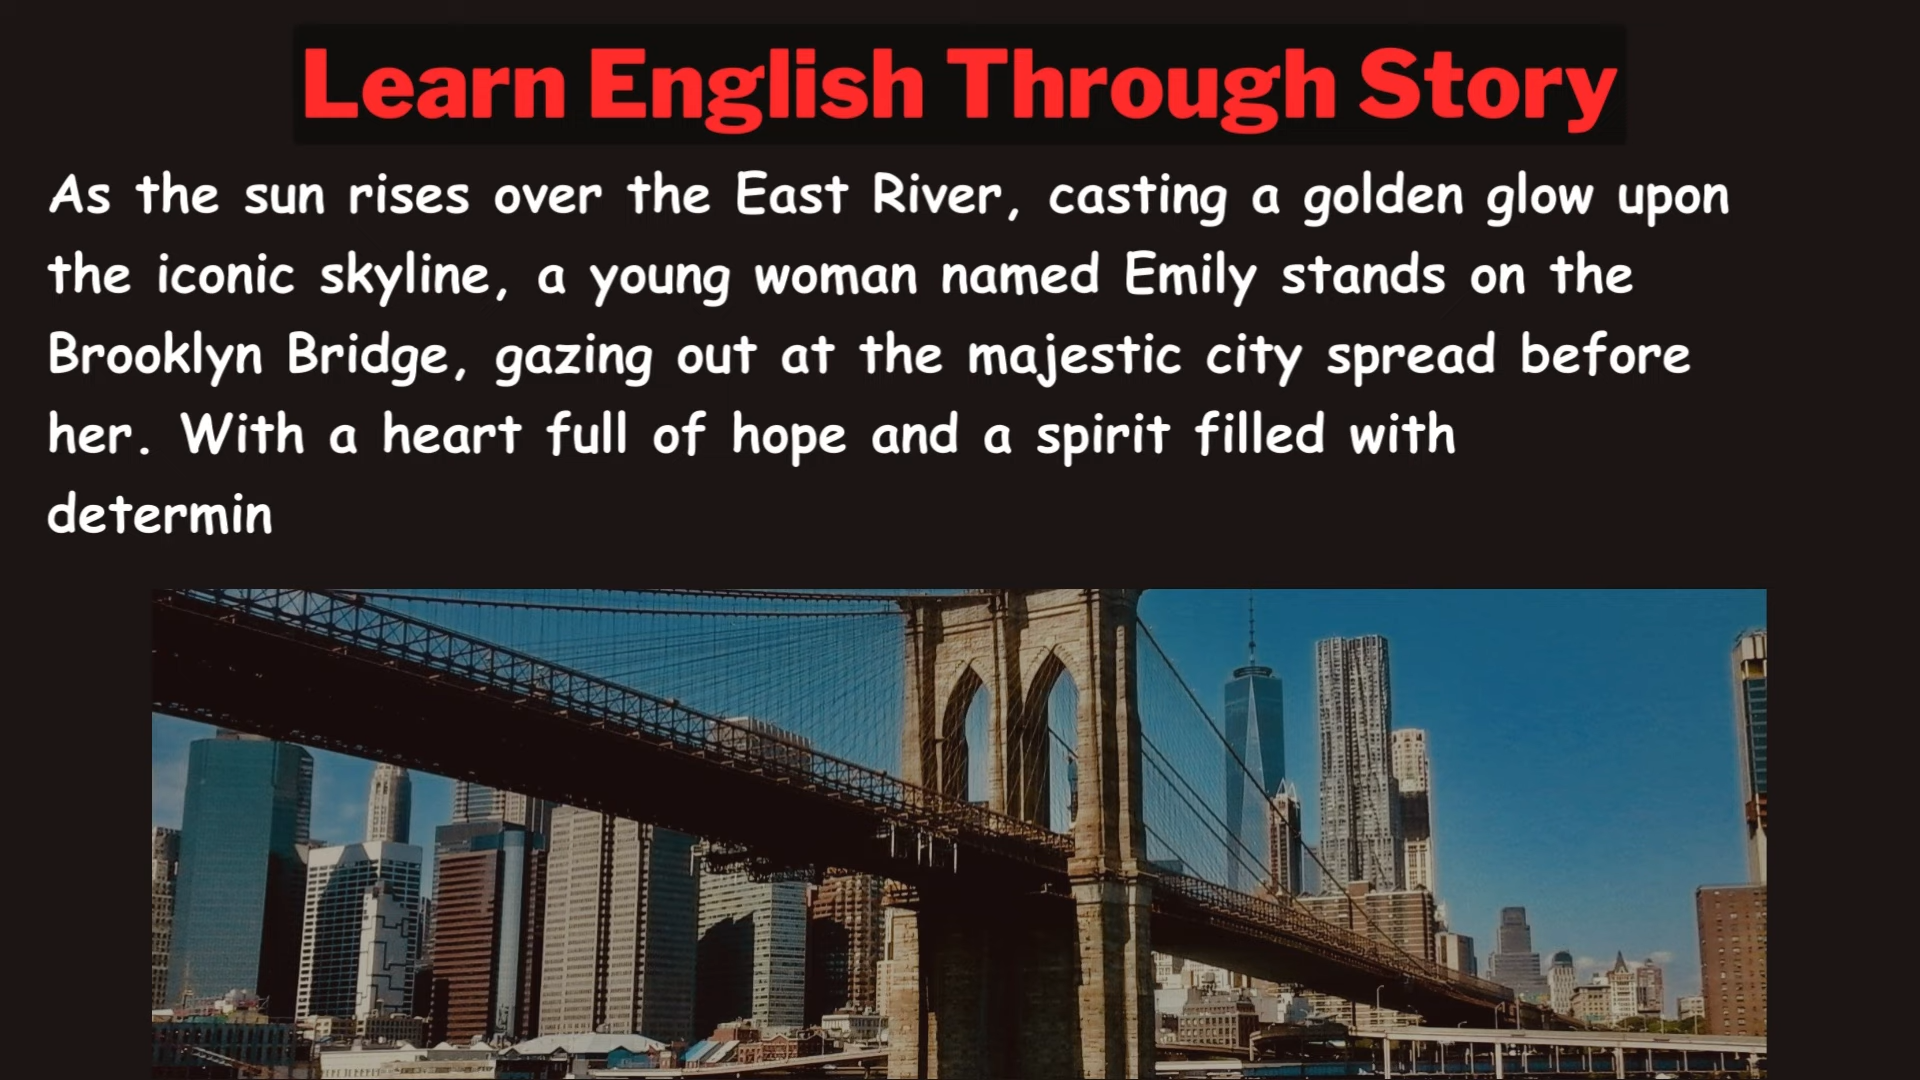 Learn English Through Story
As the sun rises over the East River, casting a golden glow upon
the iconic skyline, a young woman named Emily stands on the
Brooklyn Bridge, gazing out at the majestic city spread before
her. With a heart full of hope and a spirit filled with
determin